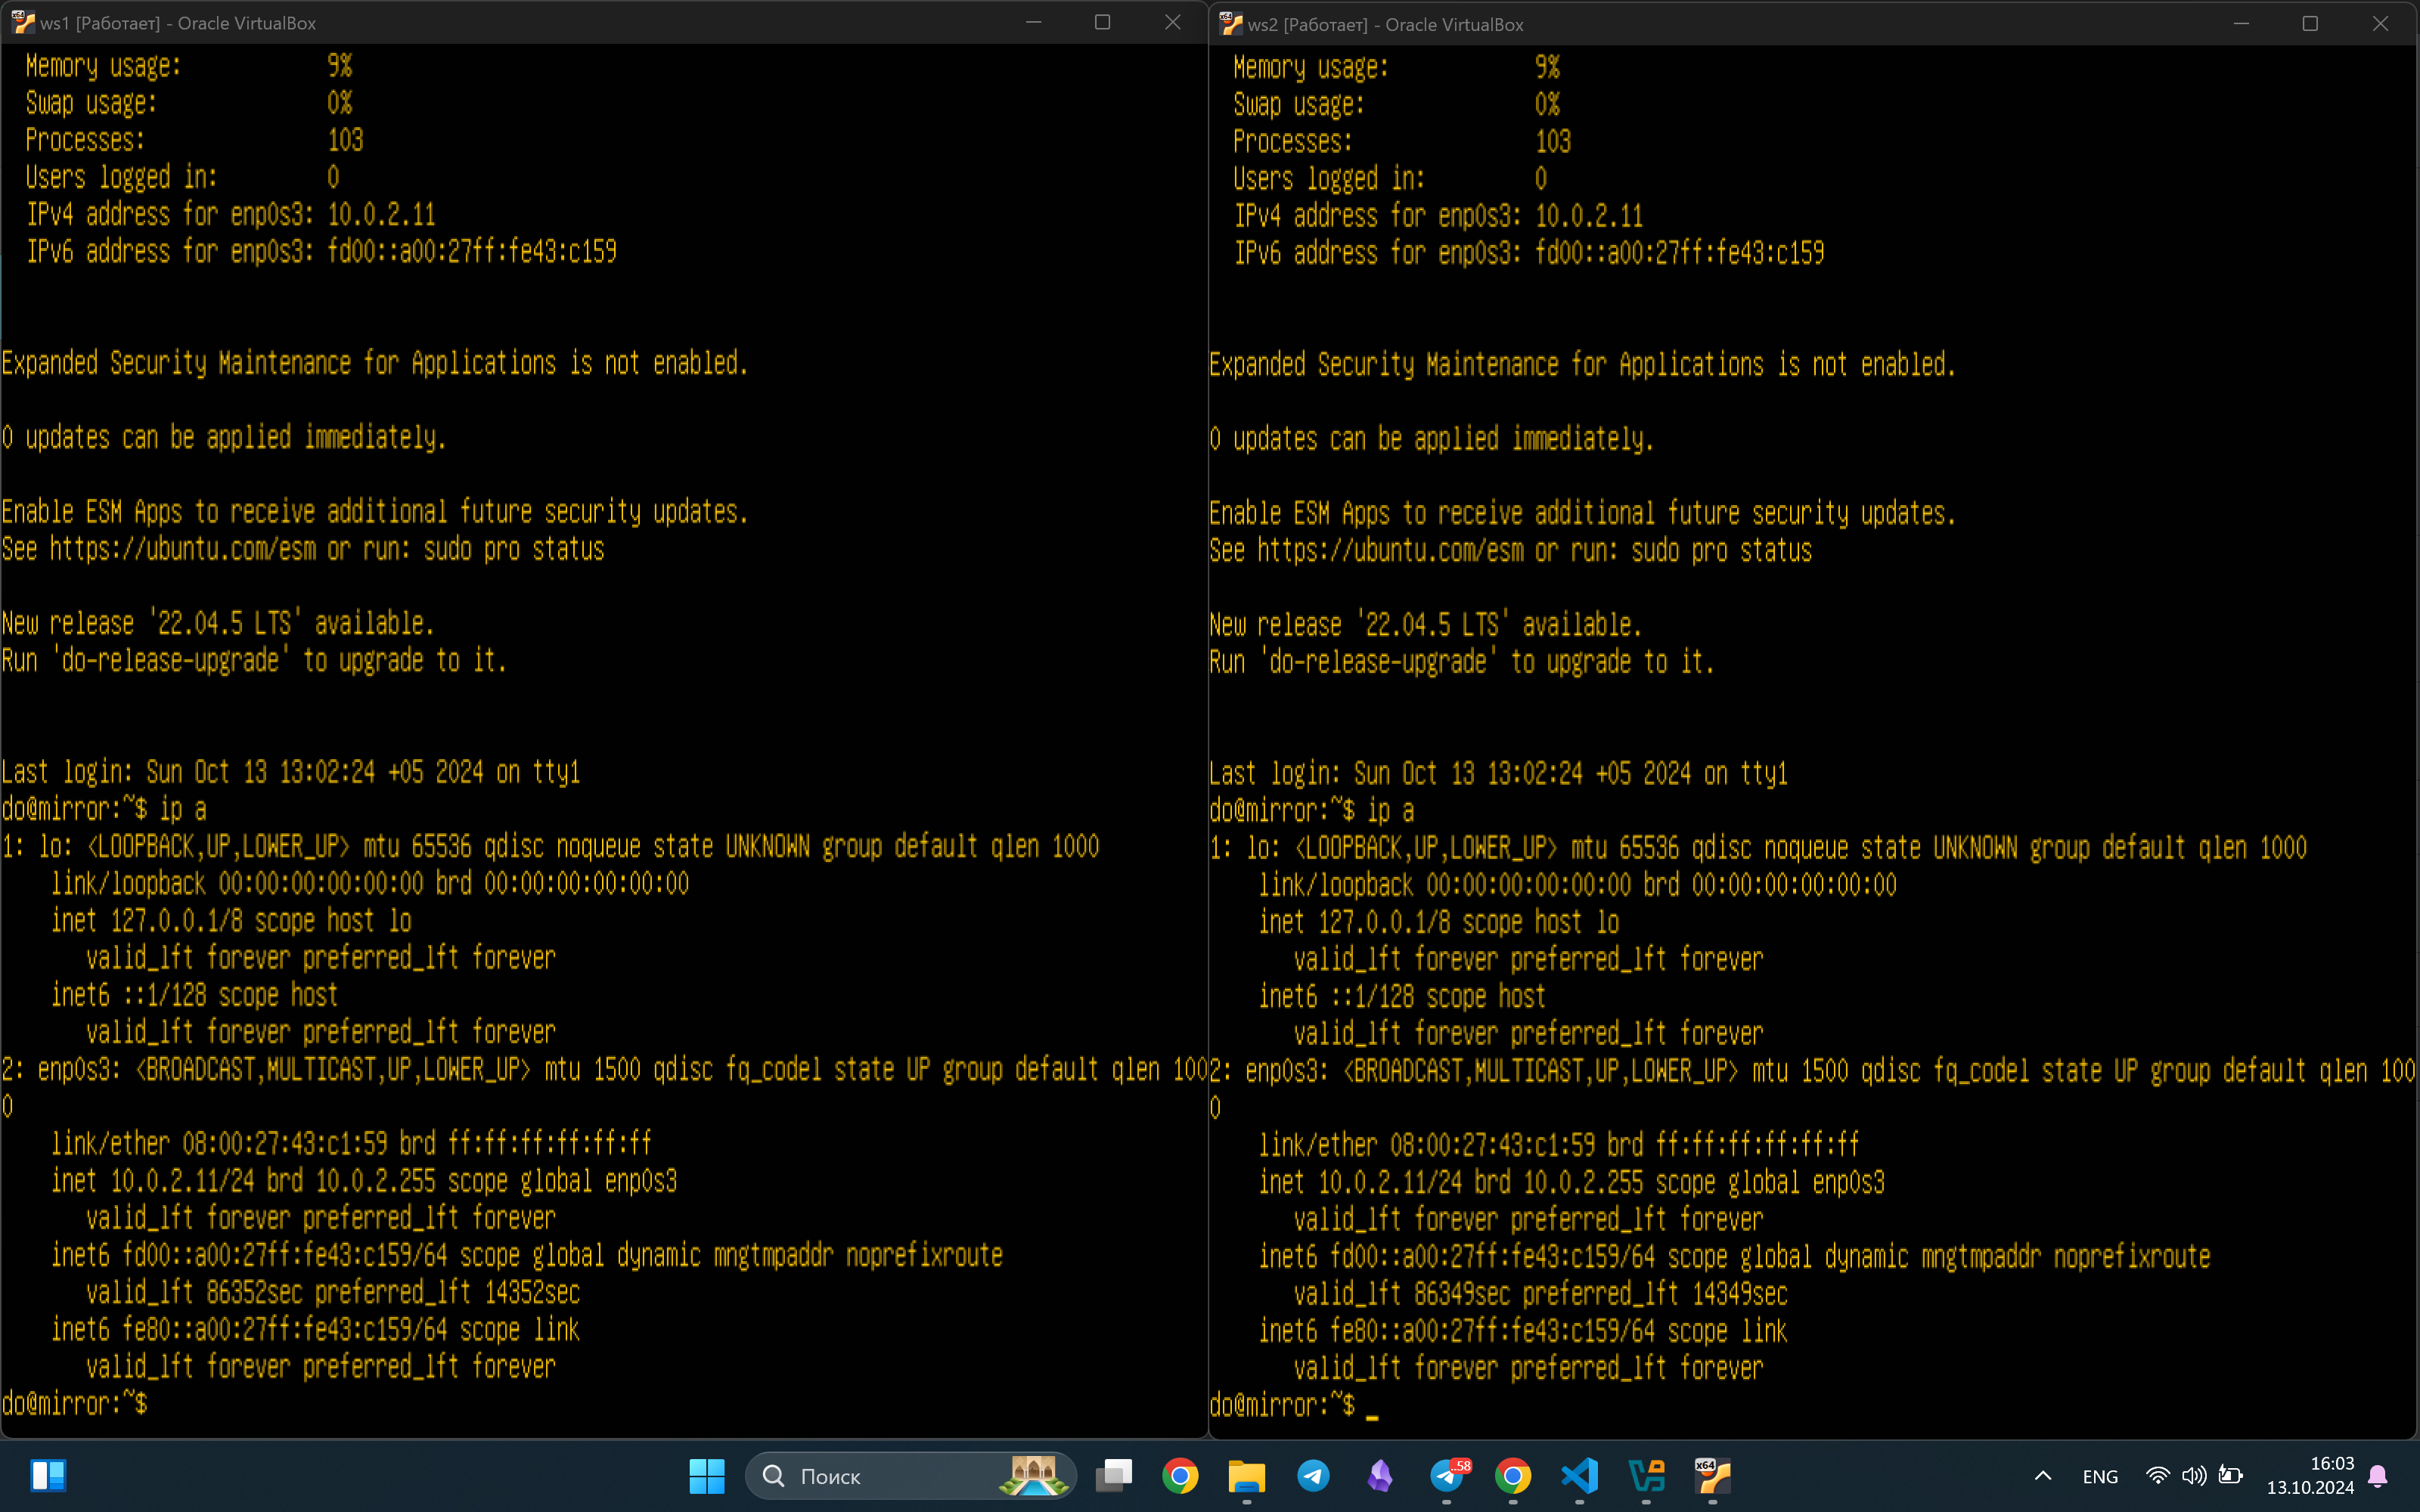 ws1 [Работает] - Oracle VirtualBox
Memory usage: 9%
Swap usage: 0%
Processes: 103
Users logged in: 0
IPv4 address for enp0s3: 10.0.2.11
IPv6 address for enp0s3: fd00::a00:27ff:fe43:c159
Expanded Security Maintenance for Applications is not enabled.
0 updates can be applied immediately.
Enable ESM Apps to receive additional future security updates.
See https://ubuntu.com/esm or run: sudo pro status
New release '22.04.5 LTS' available.
Run 'do-release-upgrade' to upgrade to it.
Last login: Sun Oct 13 13:02:24 +05 2024 on tty1
do@mirror:~$ ip a
1: lo: <LOOPBACK,UP,LOWER_UP> mtu 65536 qdisc noqueue state UNKNOWN group default qlen 1000
link/loopback 00:00:00:00:00:00 brd 00:00:00:00:00:00
inet 127.0.0.1/8 scope host lo
valid_lft forever preferred_lft forever
inet6 ::1/128 scope host
valid_lft forever preferred_lft forever
2: enp0s3: <BROADCAST,MULTICAST,UP,LOWER_UP> mtu 1500 qdisc fq_codel state UP group default qlen 100
0
link/ether 08:00:27:43:c1:59 brd ff:ff:ff:ff:ff:ff
inet 10.0.2.11/24 brd 10.0.2.255 scope global enp0s3
valid_lft forever preferred_lft forever
inet6 fd00::a00:27ff:fe43:c159/64 scope global dynamic mngtmpaddr noprefixroute
valid_lft 86352sec preferred_lft 14352sec
inet6 fe80::a00:27ff:fe43:c159/64 scope link
valid_lft forever preferred_lft forever
do@mirror:~$
ws2 [Работает] - Oracle VirtualBox
Memory usage: 9%
Swap usage: 0%
Processes: 103
Users logged in: 0
IPv4 address for enp0s3: 10.0.2.11
IPv6 address for enp0s3: fd00::a00:27ff:fe43:c159
Expanded Security Maintenance for Applications is not enabled.
0 updates can be applied immediately.
Enable ESM Apps to receive additional future security updates.
See https://ubuntu.com/esm or run: sudo pro status
New release '22.04.5 LTS' available.
Run 'do-release-upgrade' to upgrade to it.
Last login: Sun Oct 13 13:02:24 +05 2024 on tty1
do@mirror:~$ ip a
1: lo: <LOOPBACK,UP,LOWER_UP> mtu 65536 qdisc noqueue state UNKNOWN group default qlen 1000
link/loopback 00:00:00:00:00:00 brd 00:00:00:00:00:00
inet 127.0.0.1/8 scope host lo
valid_lft forever preferred_lft forever
inet6 ::1/128 scope host
valid_lft forever preferred_lft forever
2: enp0s3: <BROADCAST,MULTICAST,UP,LOWER_UP> mtu 1500 qdisc fq_codel state UP group default qlen 100
0
link/ether 08:00:27:43:c1:59 brd ff:ff:ff:ff:ff:ff
inet 10.0.2.11/24 brd 10.0.2.255 scope global enp0s3
valid_lft forever preferred_lft forever
inet6 fd00::a00:27ff:fe43:c159/64 scope global dynamic mngtmpaddr noprefixroute
valid_lft 86349sec preferred_lft 14349sec
inet6 fe80::a00:27ff:fe43:c159/64 scope link
valid_lft forever preferred_lft forever
do@mirror:~$ _
Поиск
..58
x64
ENG
16:03
13.10.2024